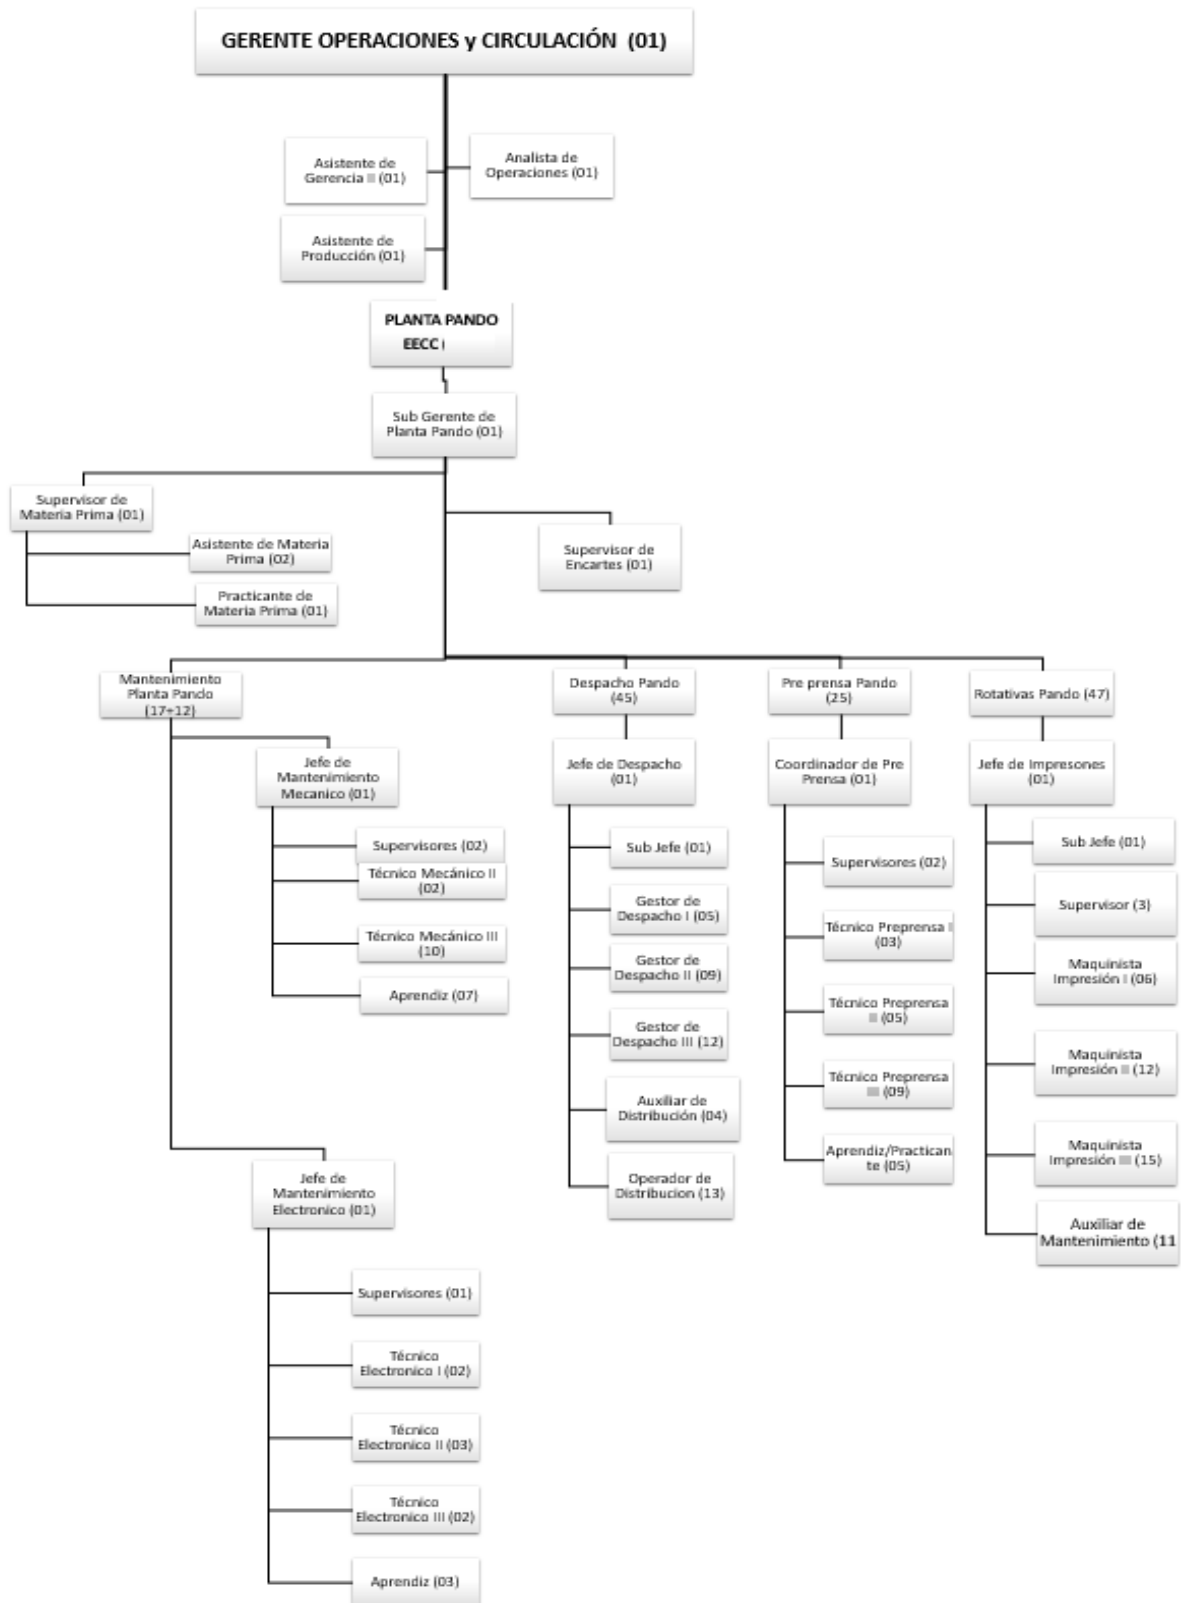 GERENTE OPERACIONES y CIRCULACIÓN (01)
Asistente de
Gerencia II (01)
Analista de
Operaciones (01)
Asistente de
Producción (01)
PLANTA PANDO
EECC (
Sub Gerente de
Planta Pando (01)
Supervisor de
Materia Prima (01)
Asistente de Materia
Prima (02)
Practicante de
Materia Prima (01)
Supervisor de
Encartes (01)
Mantenimiento
Planta Pando
(17+12)
Jefe de
Mantenimiento
Mecanico (01)
Supervisores (02)
Técnico Mecánico II
(02)
Técnico Mecánico III
(10)
Aprendiz (07)
Jefe de
Mantenimiento
Electronico (01)
Supervisores (01)
Técnico
Electronico I (02)
Técnico
Electronico II (03)
Técnico
Electronico III (02)
Aprendiz (03)
Despacho Pando
(45)
Jefe de Despacho
(01)
Sub Jefe (01)
Gestor de
Despacho I (05)
Gestor de
Despacho II (09)
Gestor de
Despacho III (12)
Auxiliar de
Distribución (04)
Operador de
Distribucion (13)
Pre prensa Pando
(25)
Coordinador de Pre
Prensa (01)
Supervisores (02)
Técnico Preprensa I
(03)
Técnico Preprensa
II (05)
Técnico Preprensa
III (09)
Aprendiz/Practican
te (05)
Rotativas Pando (47)
Jefe de Impresones
(01)
Sub Jefe (01)
Supervisor (3)
Maquinista
Impresión I (06)
Maquinista
Impresión II (12)
Maquinista
Impresión III (15)
Auxiliar de
Mantenimiento (11